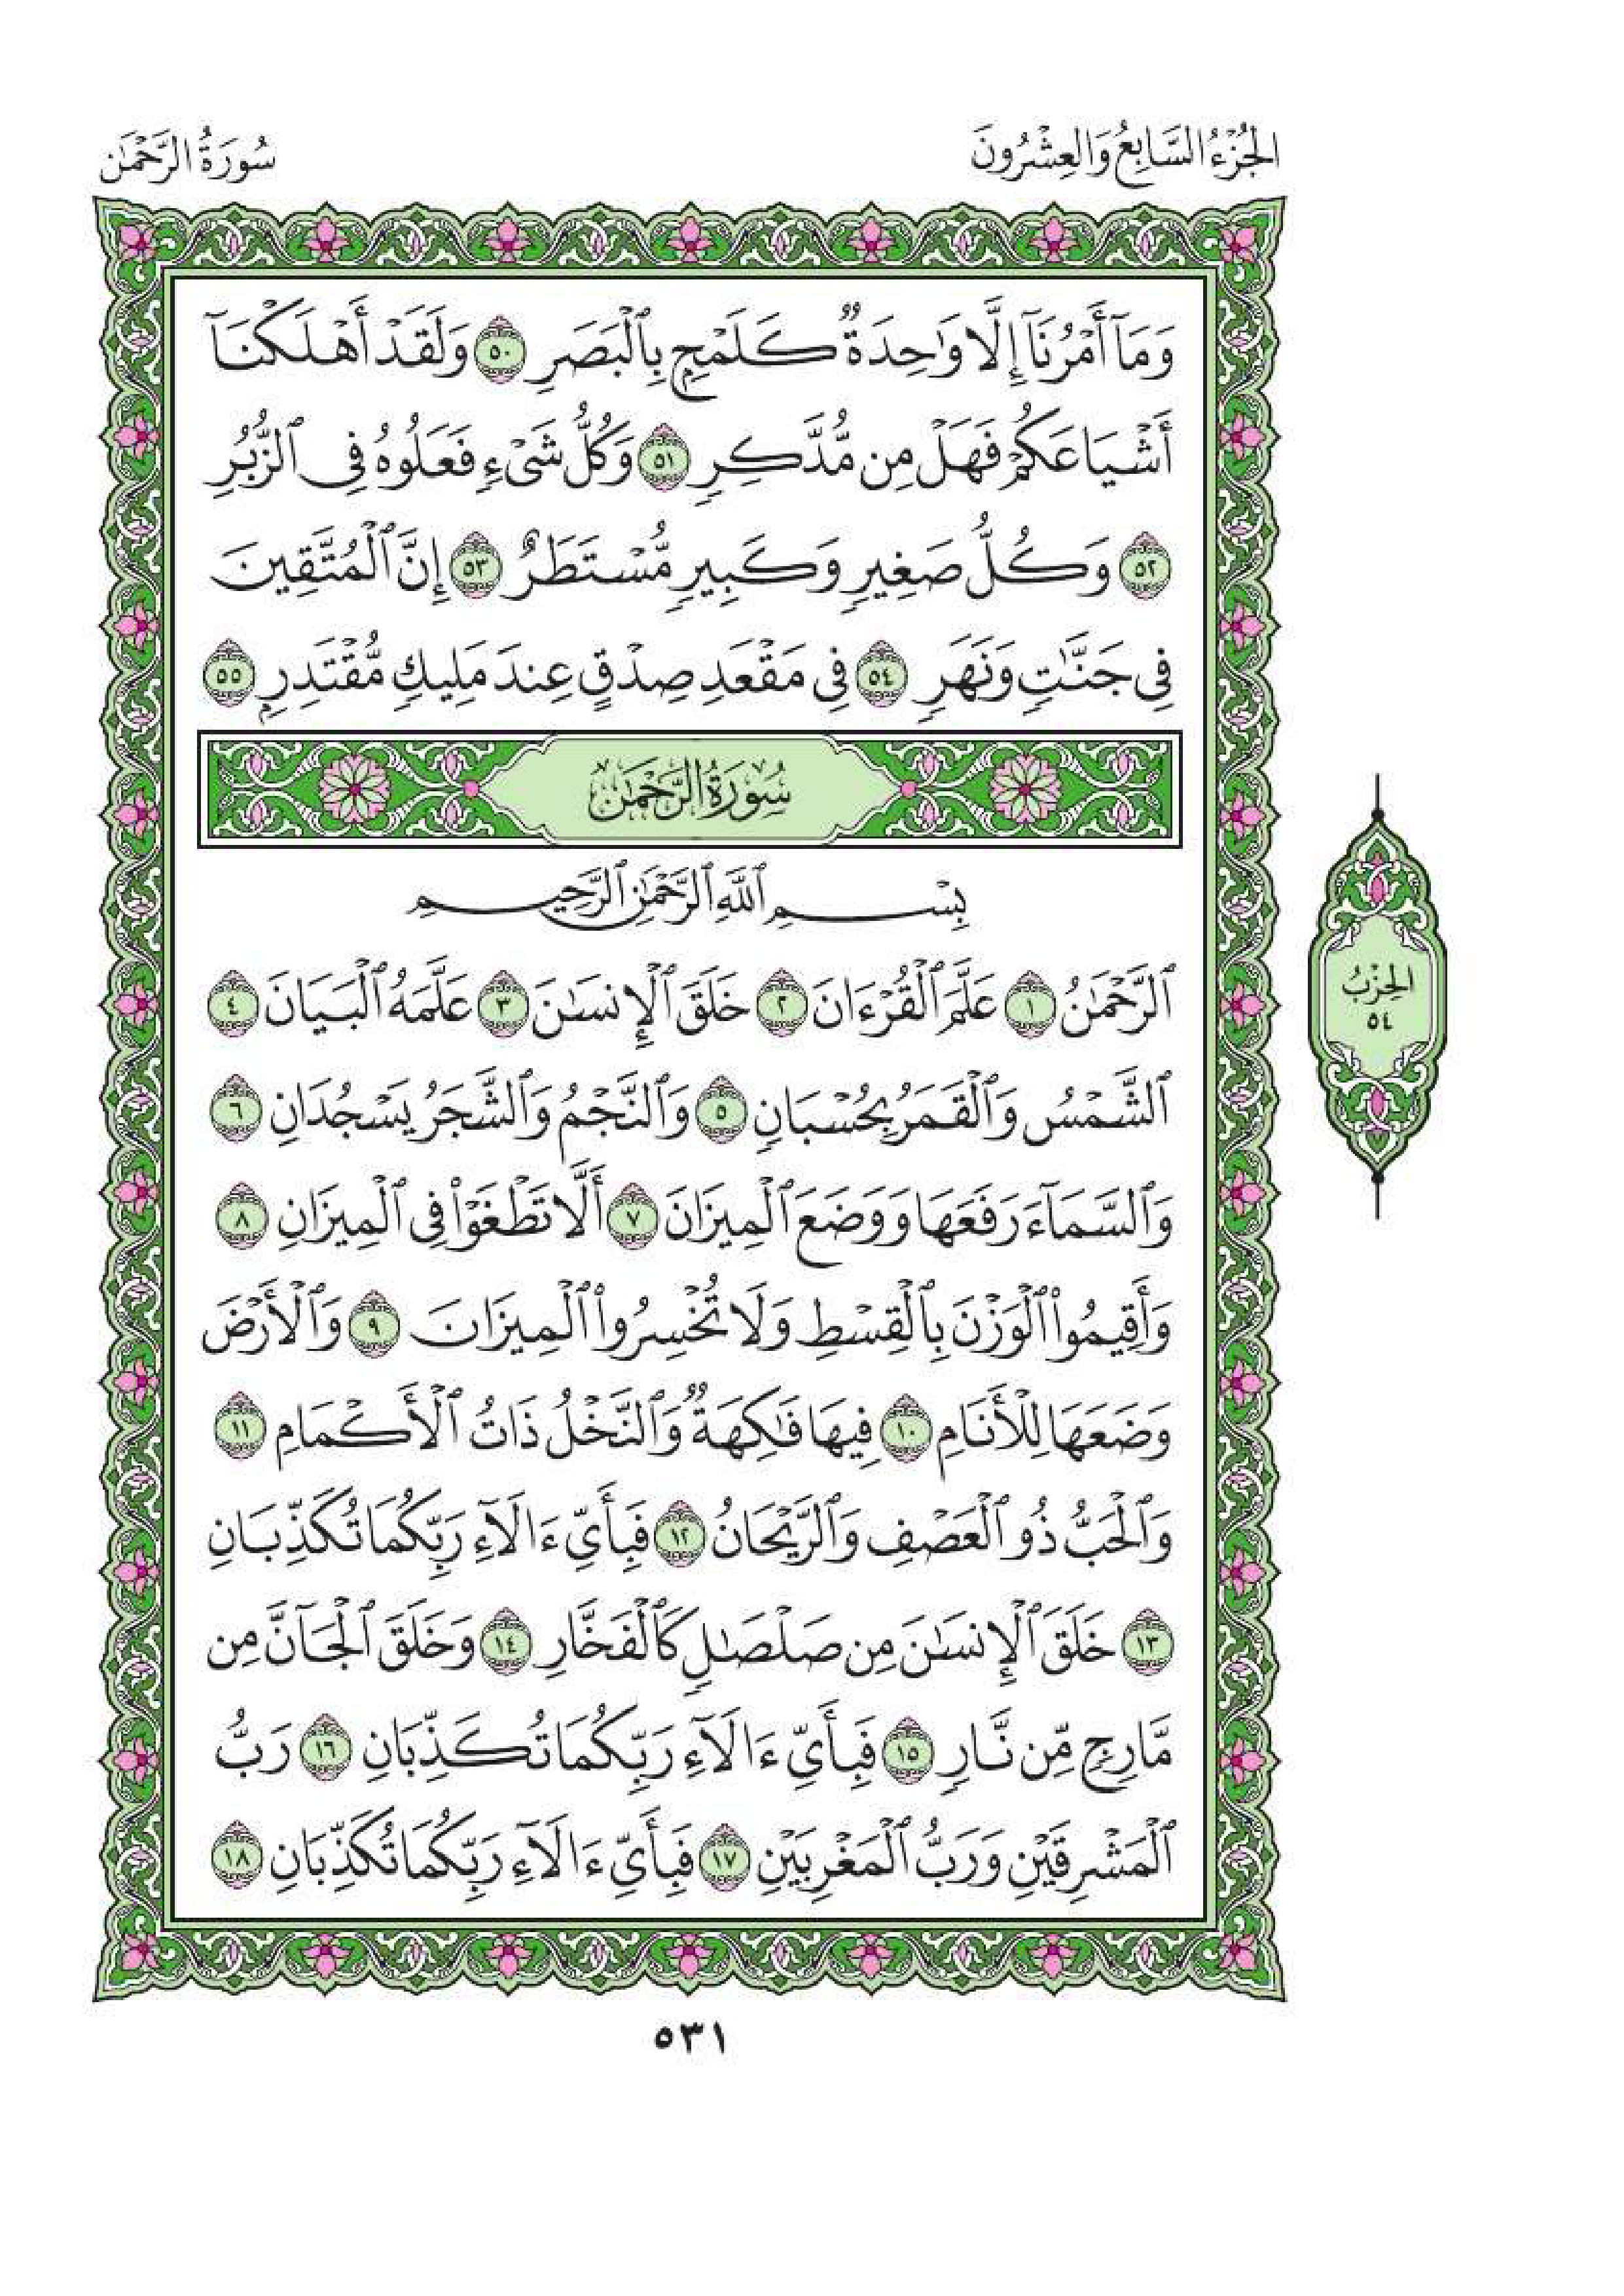 الجُزْءُ السَّابِعُ وَالعِشْرُونَ
سُورَةُ الرَّحْمَٰن
وَمَآ أَمْرُنَآ إِلَّا وَٰحِدَةٌ كَلَمْحِۭ بِٱلْبَصَرِ ٥٠ وَلَقَدْ أَهْلَكْنَآ
أَشْيَاعَكُمْ فَهَلْ مِن مُّدَّكِرٍ ٥١ وَكُلُّ شَىْءٍ فَعَلُوهُ فِى ٱلزُّبُرِ
٥٢ وَكُلُّ صَغِيرٍ وَكَبِيرٍ مُّسْتَطَرٌ ٥٣ إِنَّ ٱلْمُتَّقِينَ
فِى جَنَّٰتٍ وَنَهَرٍ ٥٤ فِى مَقْعَدِ صِدْقٍ عِندَ مَلِيكٍ مُّقْتَدِرِۭ ٥٥
سُورَةُ الرَّحْمَٰن
بِسْمِ ٱللَّهِ ٱلرَّحْمَٰنِ ٱلرَّحِيمِ
ٱلرَّحْمَٰنُ ١ عَلَّمَ ٱلْقُرْءَانَ ٢ خَلَقَ ٱلْإِنسَٰنَ ٣ عَلَّمَهُ ٱلْبَيَانَ ٤
ٱلشَّمْسُ وَٱلْقَمَرُ بِحُسْبَانٍ ٥ وَٱلنَّجْمُ وَٱلشَّجَرُ يَسْجُدَانِ ٦
وَٱلسَّمَآءَ رَفَعَهَا وَوَضَعَ ٱلْمِيزَانَ ٧ أَلَّا تَطْغَوْا۟ فِى ٱلْمِيزَانِ ٨
وَأَقِيمُوا۟ ٱلْوَزْنَ بِٱلْقِسْطِ وَلَا تُخْسِرُوا۟ ٱلْمِيزَانَ ٩ وَٱلْأَرْضَ
وَضَعَهَا لِلْأَنَامِ ١٠ فِيهَا فَٰكِهَةٌ وَٱلنَّخْلُ ذَاتُ ٱلْأَكْمَامِ ١١
وَٱلْحَبُّ ذُو ٱلْعَصْفِ وَٱلرَّيْحَانُ ١٢ فَبِأَىِّ ءَالَآءِ رَبِّكُمَا تُكَذِّبَانِ
١٣ خَلَقَ ٱلْإِنسَٰنَ مِن صَلْصَٰلٍ كَٱلْفَخَّارِ ١٤ وَخَلَقَ ٱلْجَآنَّ مِن
مَّارِجٍ مِّن نَّارٍ ١٥ فَبِأَىِّ ءَالَآءِ رَبِّكُمَا تُكَذِّبَانِ ١٦ رَبُّ
ٱلْمَشْرِقَيْنِ وَرَبُّ ٱلْمَغْرِبَيْنِ ١٧ فَبِأَىِّ ءَالَآءِ رَبِّكُمَا تُكَذِّبَانِ ١٨
الحِزْبُ
٥٤
٥٣١